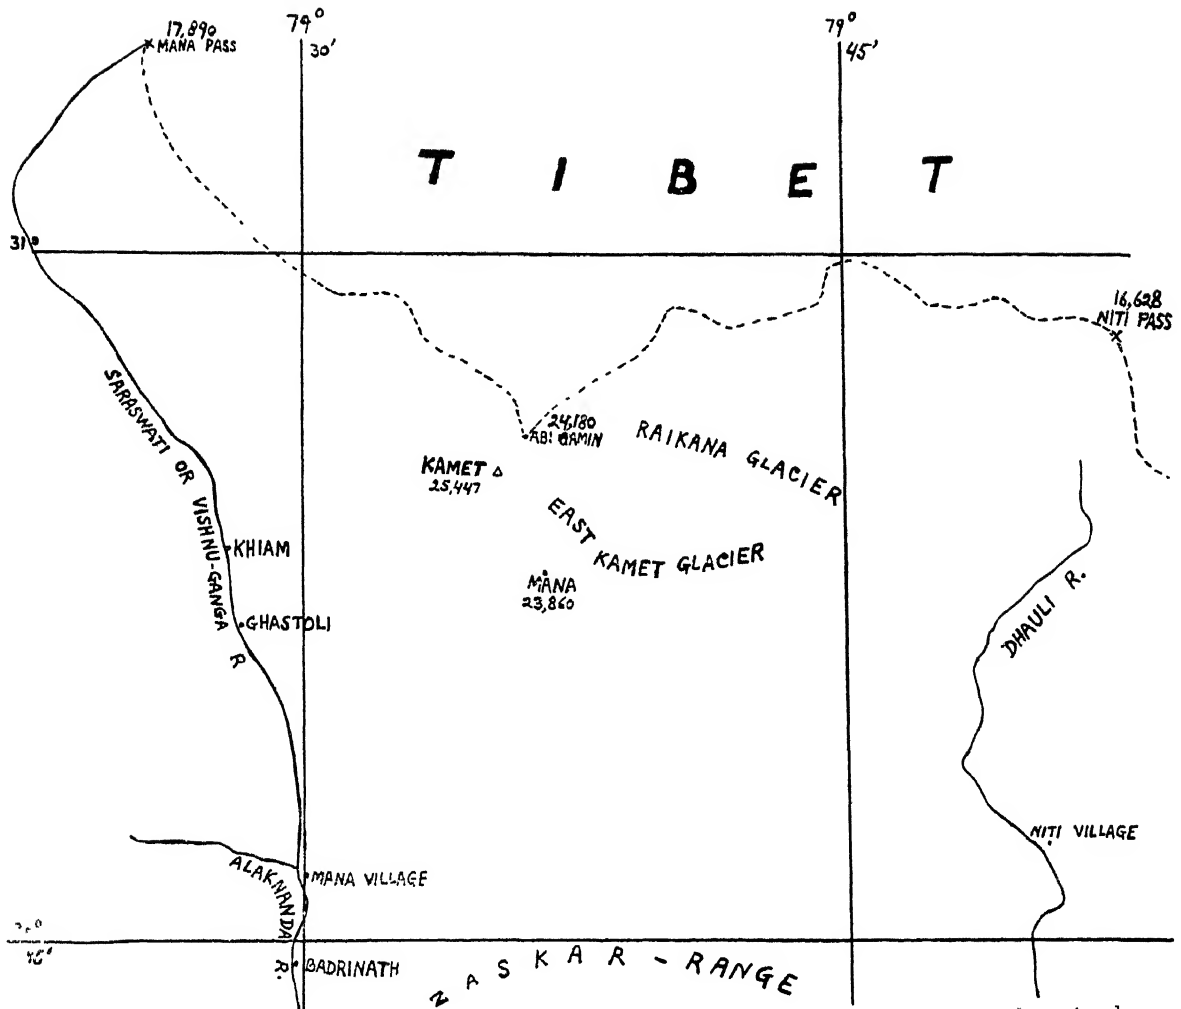 17,890
MANA PASS
79°
30'
79°
45'
TIBET
31°
16,628
NITI PASS
24,180
ABI GAMIN
RAIKANA GLACIER
KAMET
25,447
SARASWATI OR VISHNU-GANGA R
EAST KAMET GLACIER
KHIAM
MANA
23,860
DHAULI R.
GHASTOLI
NITI VILLAGE
ALAKNANDA R.
MANA VILLAGE
BADRINATH
ZASKAR-RANGE